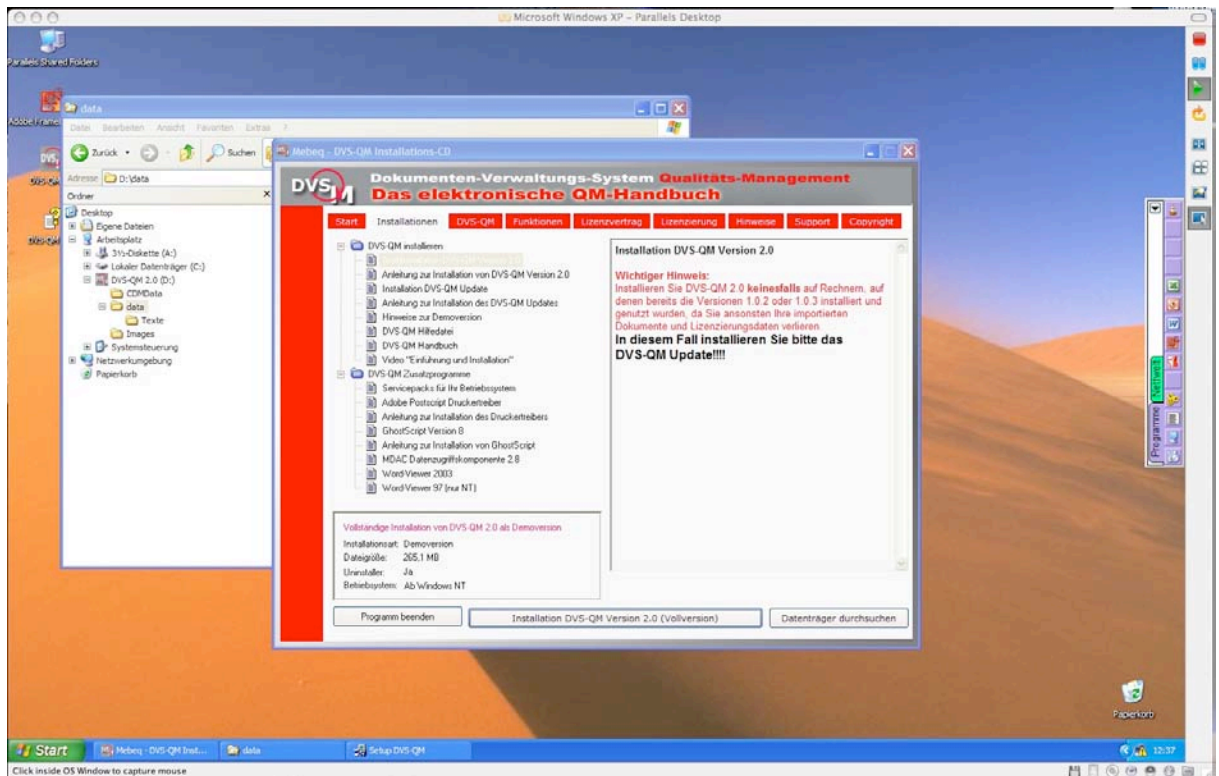 Microsoft Windows XP – Parallels Desktop
Parallels Shared Folders
data
Datei Bearbeiten Ansicht Favoriten Extras ?
Zurück
Suchen
Adresse D:\data
Ordner
Desktop
Eigene Dateien
Arbeitsplatz
3½-Diskette (A:)
Lokaler Datenträger (C:)
DVS-QM 2.0 (D:)
CDMData
data
Texte
Images
Systemsteuerung
Netzwerkumgebung
Papierkorb
Mebeq - DVS-QM Installations-CD
DVS
M
Dokumenten-Verwaltungs-System Qualitäts-Management
Das elektronische QM-Handbuch
Start Installationen DVS-QM Funktionen Lizenzvertrag Lizenzierung Hinweise Support Copyright
DVS-QM installieren
Anleitung zur Installation von DVS-QM Version 2.0
Installation DVS-QM Update
Anleitung zur Installation des DVS-QM Updates
Hinweise zur Demoversion
DVS-QM Hilfedatei
DVS-QM Handbuch
Video "Einführung und Installation"
DVS-QM Zusatzprogramme
Servicepacks für Ihr Betriebssystem
Adobe Postscript Druckertreiber
Anleitung zur Installation des Druckertreibers
GhostScript Version 8
Anleitung zur Installation von GhostScript
MDAC Datenzugriffskomponente 2.8
Word Viewer 2003
Word Viewer 97 (nur NT)
Installation DVS-QM Version 2.0
Wichtiger Hinweis:
Installieren Sie DVS-QM 2.0 keinesfalls auf Rechnern, auf
denen bereits die Versionen 1.0.2 oder 1.0.3 installiert und
genutzt wurden, da Sie ansonsten Ihre importierten
Dokumente und Lizenzierungsdaten verlieren.
In diesem Fall installieren Sie bitte das
DVS-QM Update!!!!
Vollständige Installation von DVS-QM 2.0 als Demoversion
Installationsart: Demoversion
Dateigröße: 265,1 MB
Uninstaller: Ja
Betriebsystem: Ab Windows NT
Programm beenden
Installation DVS-QM Version 2.0 (Vollversion)
Datenträger durchsuchen
Nettwelt
Programme
Papierkorb
Start
Mebeq - DVS-QM Inst...
data
Setup DVS-QM
12:37
Click inside OS Window to capture mouse